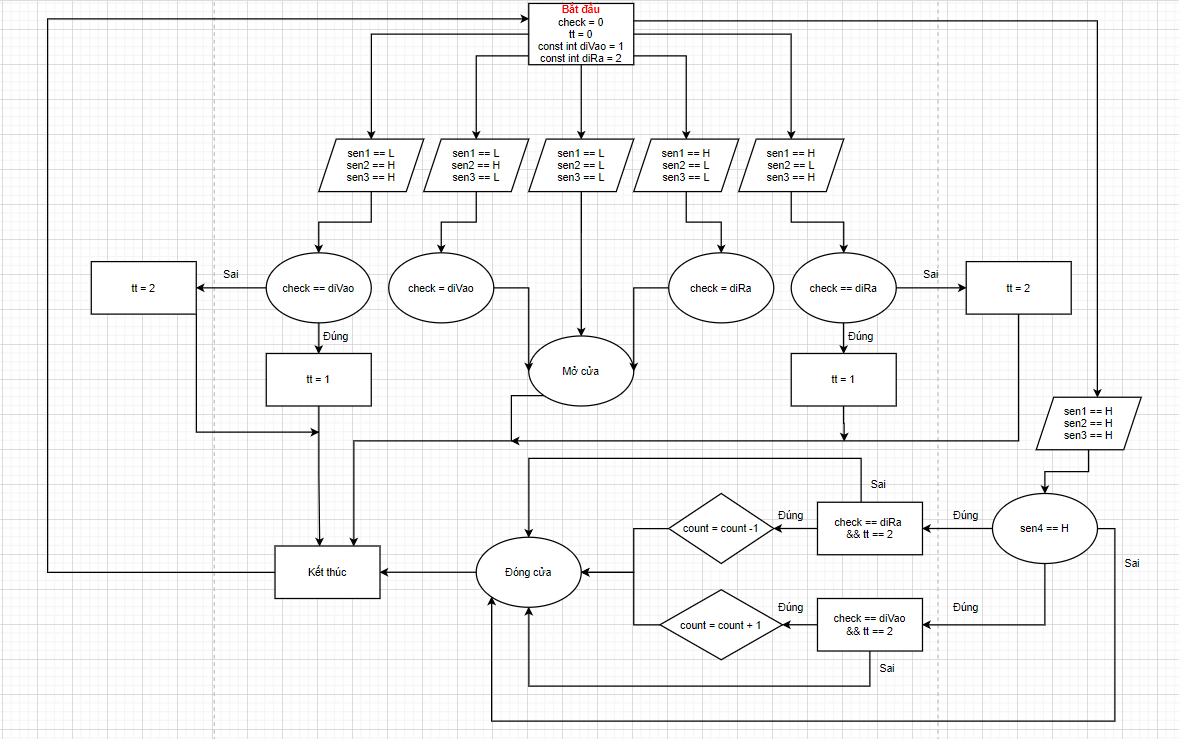 Bắt đầu
check = 0
tt = 0
const int diVao = 1
const int diRa = 2
sen1 == L
sen2 == H
sen3 == H
sen1 == L
sen2 == H
sen3 == L
sen1 == L
sen2 == L
sen3 == L
sen1 == H
sen2 == L
sen3 == L
sen1 == H
sen2 == L
sen3 == H
tt = 2
Sai
check == diVao
check = diVao
check = diRa
check == diRa
Sai
tt = 2
Đúng
Đúng
tt = 1
Mở cửa
tt = 1
sen1 == H
sen2 == H
sen3 == H
Sai
count = count -1
Đúng
check == diRa
&& tt == 2
Đúng
sen4 == H
Sai
Kết thúc
Đóng cửa
count = count + 1
Đúng
check == diVao
&& tt == 2
Đúng
Sai